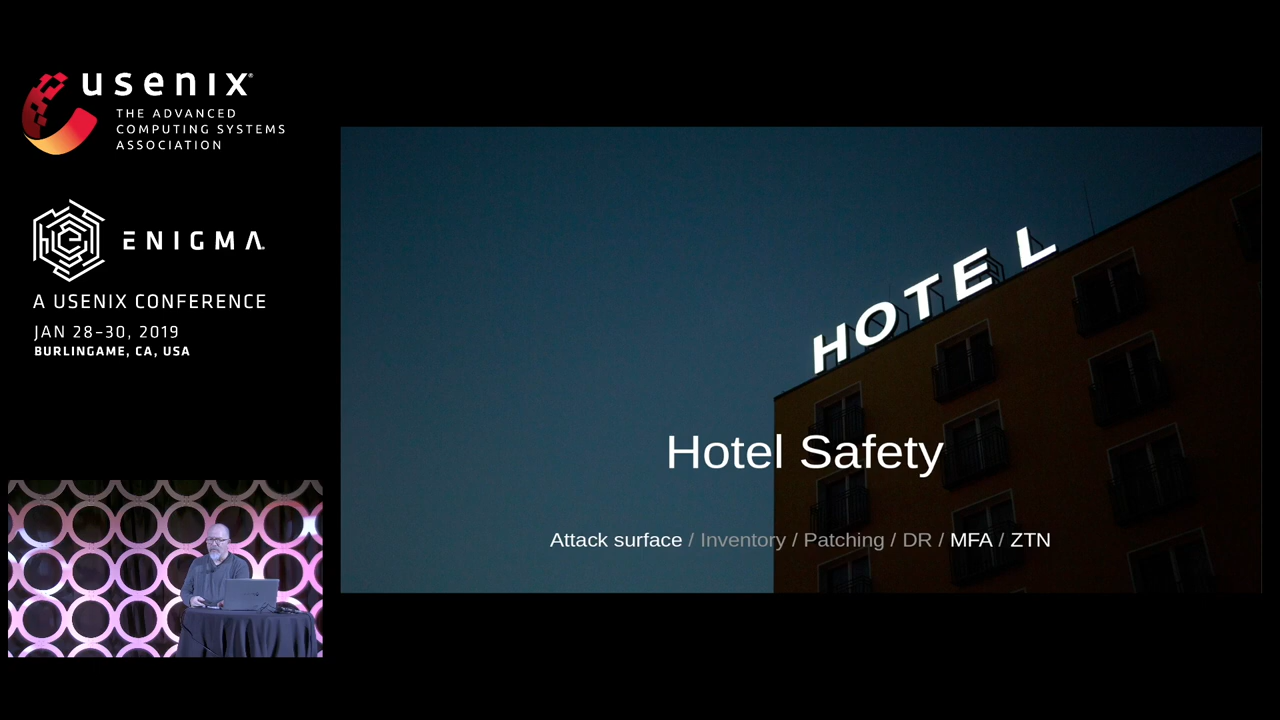 usenix®
THE ADVANCED
COMPUTING SYSTEMS
ASSOCIATION
ENIGMA
A USENIX CONFERENCE
JAN 28–30, 2019
BURLINGAME, CA, USA
HOTEL
Hotel Safety
Attack surface / Inventory / Patching / DR / MFA / ZTN